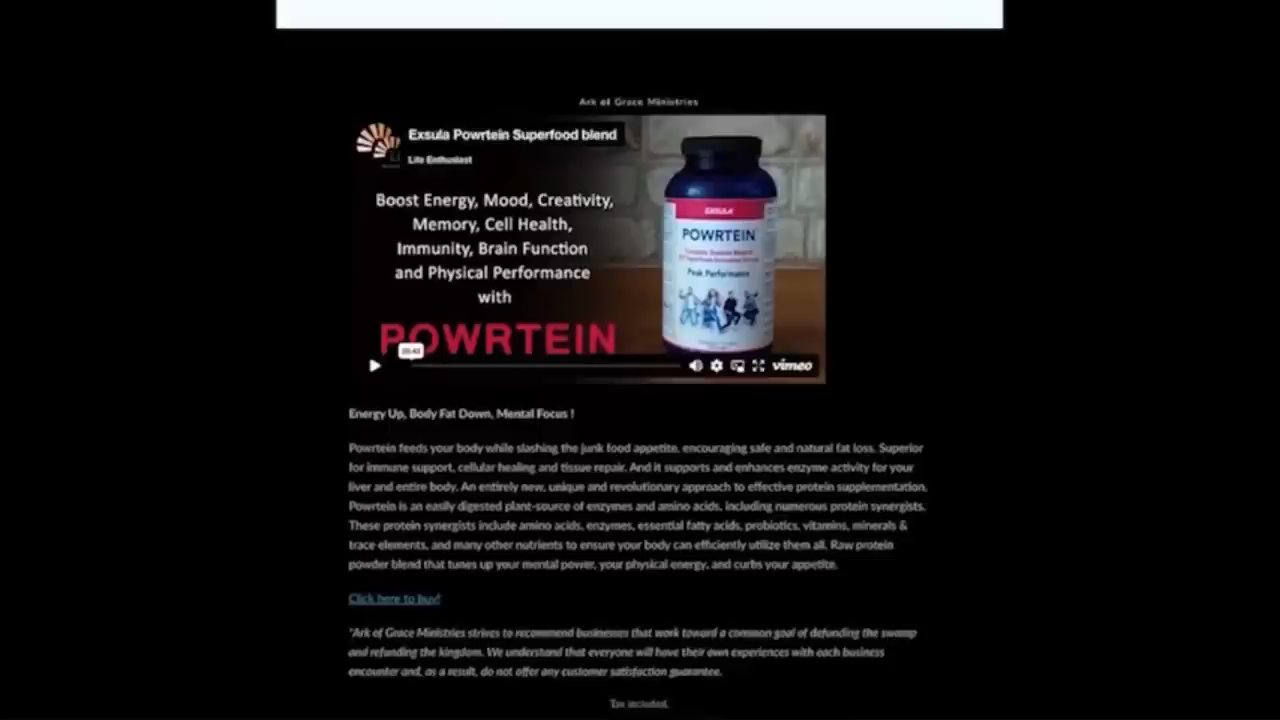 Ark of Grace Ministries
Exsula Powrtein Superfood blend
Life Enthusiast
Boost Energy, Mood, Creativity,
Memory, Cell Health,
Immunity, Brain Function
and Physical Performance
with
POWRTEIN
EXSULA
POWRTEIN
Peak Performance
vimeo
Energy Up, Body Fat Down, Mental Focus !
Powrtein feeds your body while slashing the junk food appetite, encouraging safe and natural fat loss. Superior
for immune support, cellular healing and tissue repair. And it supports and enhances enzyme activity for your
liver and entire body. An entirely new, unique and revolutionary approach to effective protein supplementation.
Powrtein is an easily digested plant-source of enzymes and amino acids, including numerous protein synergists.
These protein synergists include amino acids, enzymes, essential fatty acids, probiotics, vitamins, minerals &
trace elements, and many other nutrients to ensure your body can efficiently utilize them all. Raw protein
powder blend that tunes up your mental power, your physical energy, and curbs your appetite.
Click here to buy!
*Ark of Grace Ministries strives to recommend businesses that work toward a common goal of defunding the swamp
and refunding the kingdom. We understand that everyone will have their own experiences with each business
encounter and, as a result, do not offer any customer satisfaction guarantee.
Tax included.